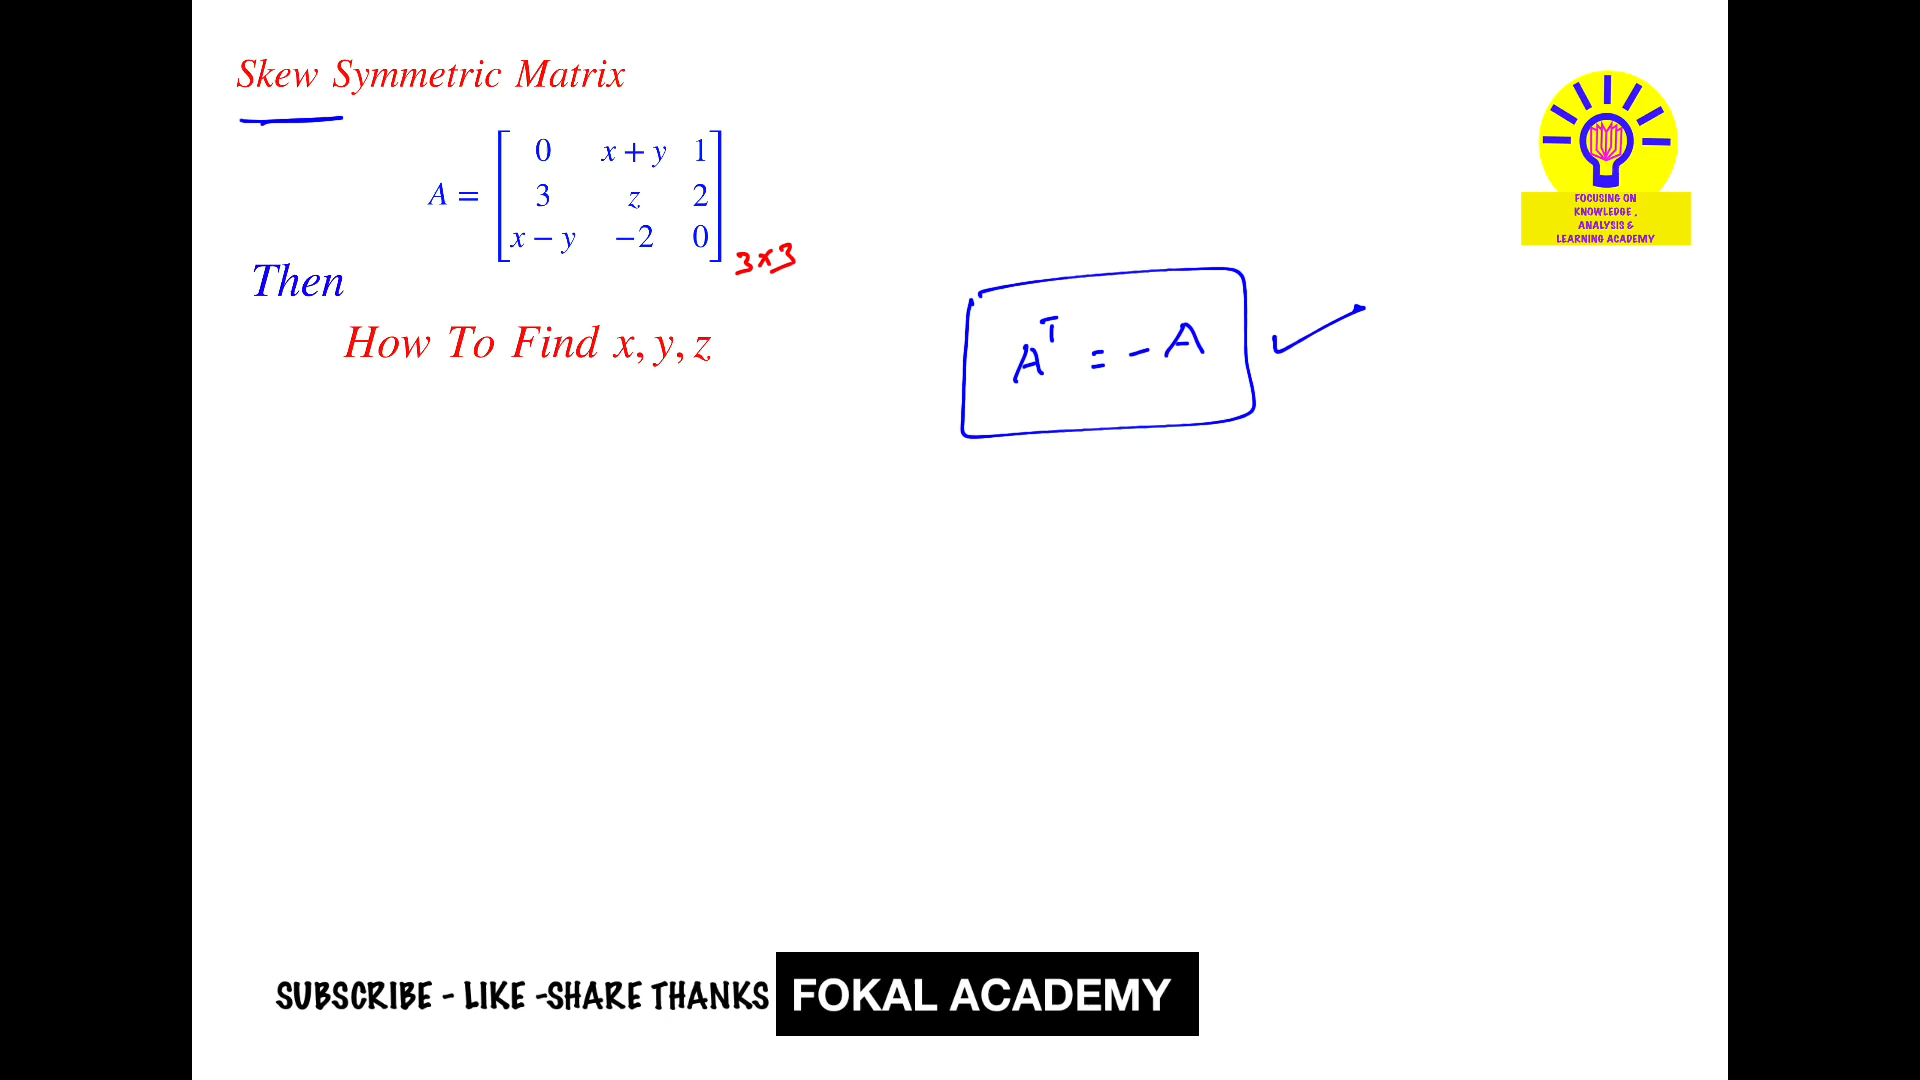 Skew Symmetric Matrix
A = [ 0 x + y 1
3 z 2
x − y −2 0 ] 3×3
Then
How To Find x, y, z
A^T = -A ✓
FOCUSING ON
KNOWLEDGE ,
ANALYSIS &
LEARNING ACADEMY
SUBSCRIBE - LIKE -SHARE THANKS FOKAL ACADEMY